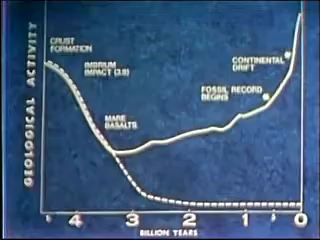 CRUST
FORMATION
IMBRIUM
IMPACT (3.9)
CONTINENTAL
DRIFT
FOSSIL RECORD
BEGINS
MARE
BASALTS
GEOLOGICAL ACTIVITY
4 3 2 1 .5 0
BILLION YEARS